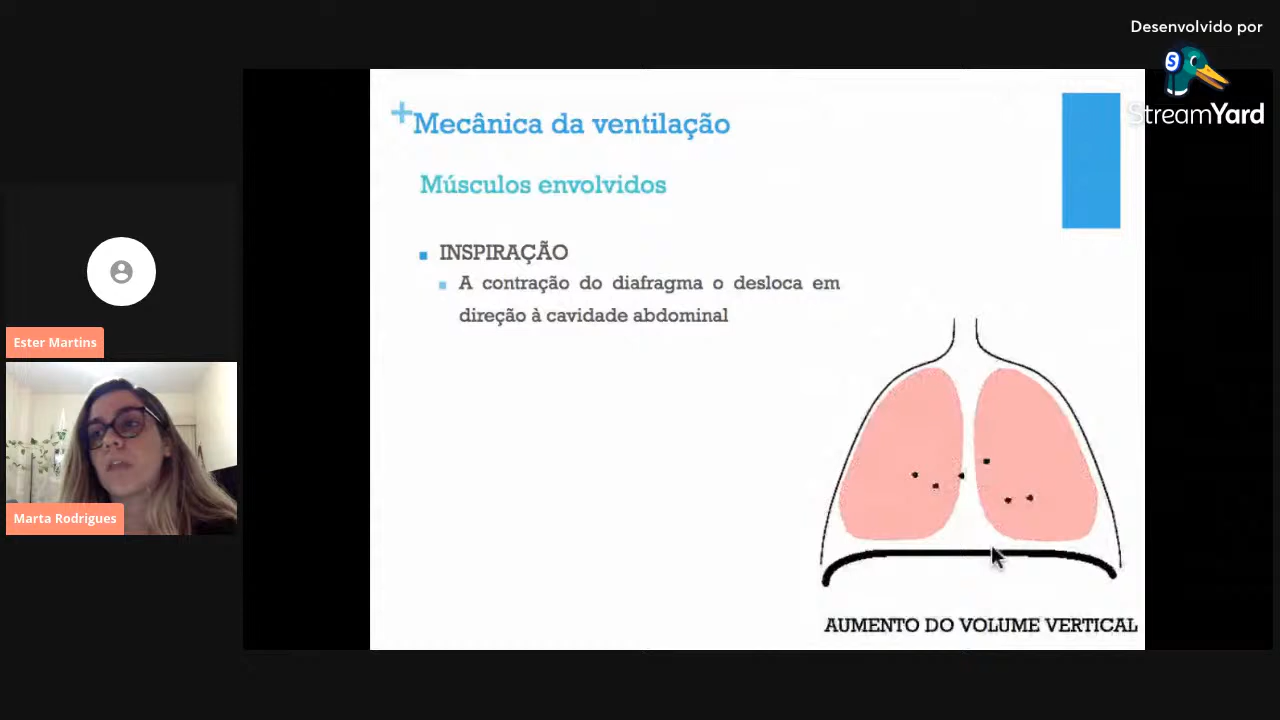 Desenvolvido por
StreamYard
Mecânica da ventilação
Músculos envolvidos
INSPIRAÇÃO
A contração do diafragma o desloca em
direção à cavidade abdominal
AUMENTO DO VOLUME VERTICAL
Ester Martins
Marta Rodrigues